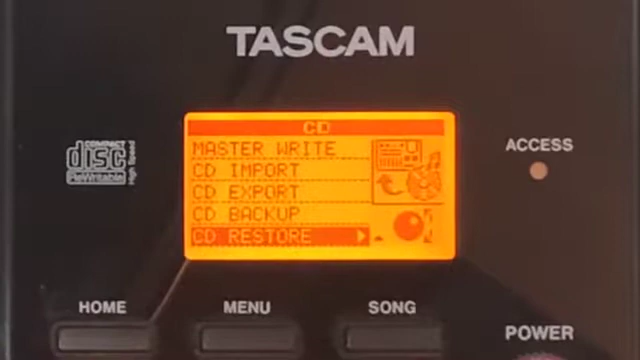 TASCAM
CD
MASTER WRITE
CD IMPORT
CD EXPORT
CD BACKUP
CD RESTORE
COMPACT
disc
ReWritable
High Speed
ACCESS
HOME
MENU
SONG
POWER